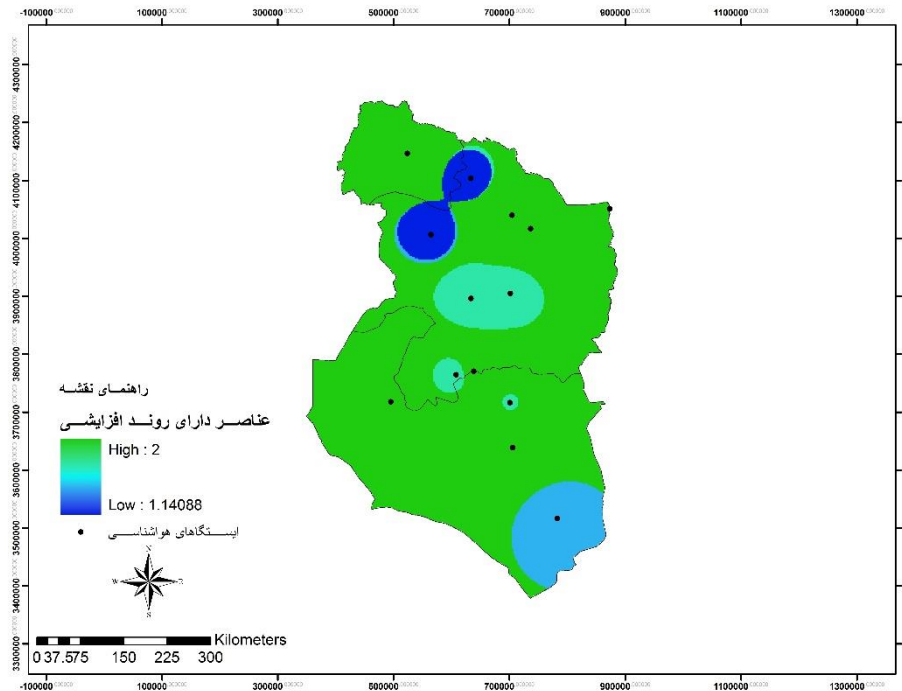 -100000 100000 300000 500000 700000 900000 1100000 1300000
4300000
4200000
4100000
4000000
3900000
3800000
3700000
3600000
3500000
3400000
3300000
راهنمای نقشه
عناصر دارای روند افزایشی
High : 2
Low : 1.14088
ایستگاهای هواشناسی
N
W E
S
Kilometers
0 37.5 75 150 225 300
-100000 100000 300000 500000 700000 900000 1100000 1300000